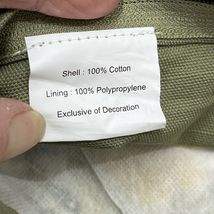 Shell : 100% Cotton
Lining : 100% Polypropylene
Exclusive of Decoration